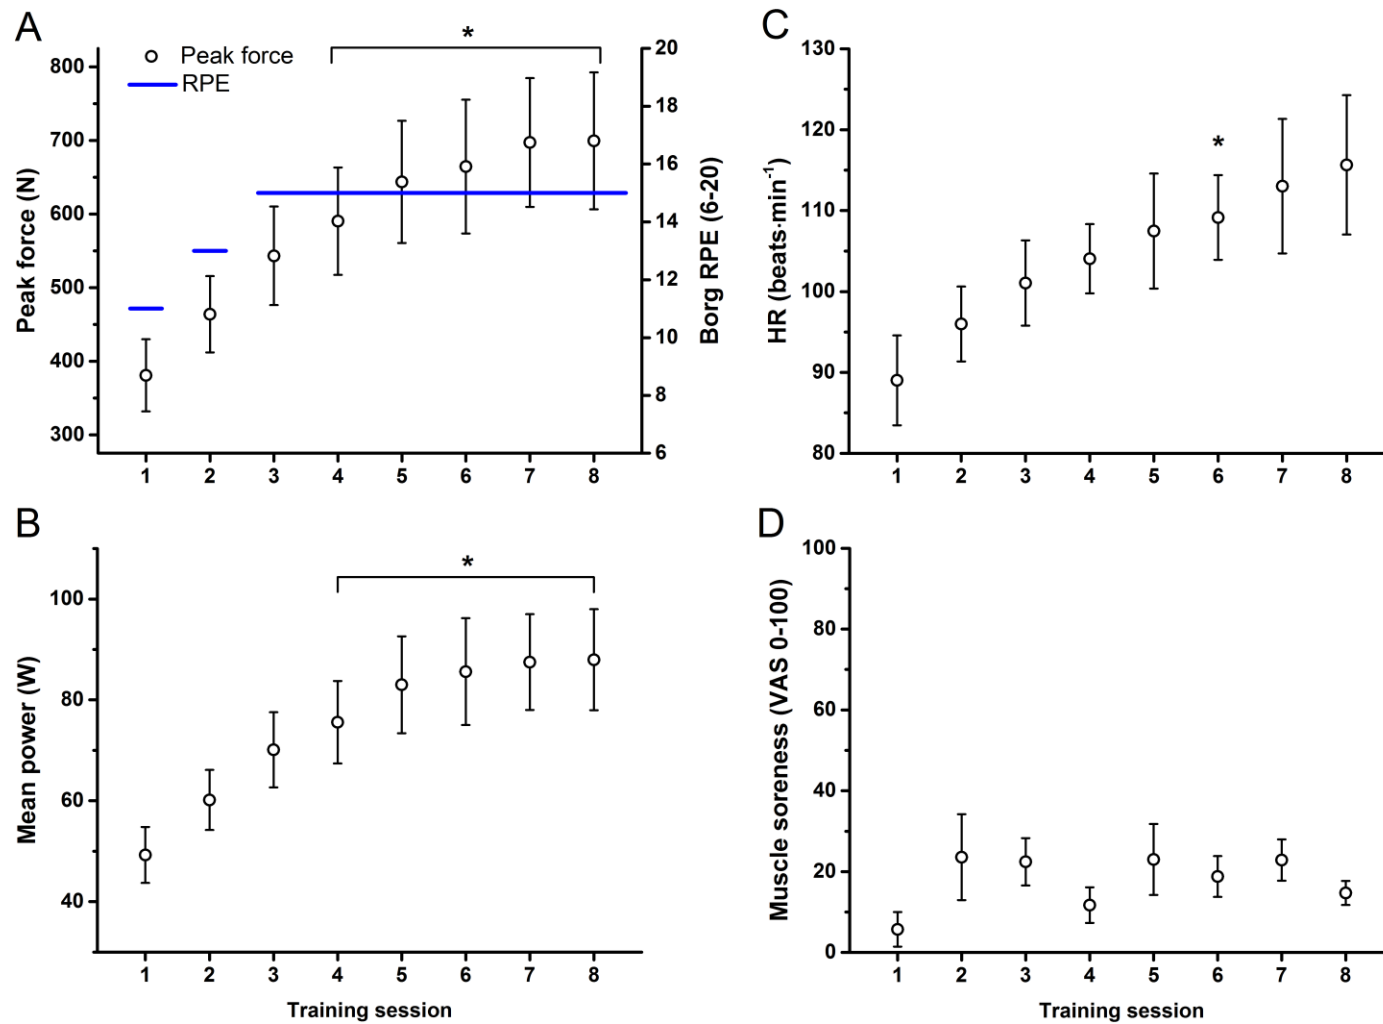 A
Peak force
RPE
*
Peak force (N)
800
700
600
500
400
300
20
18
16
14
12
10
8
6
Borg RPE (6-20)
1 2 3 4 5 6 7 8
C
HR (beats·min⁻¹)
130
120
110
100
90
80
*
1 2 3 4 5 6 7 8
B
Mean power (W)
100
80
60
40
*
1 2 3 4 5 6 7 8
Training session
D
Muscle soreness (VAS 0-100)
100
80
60
40
20
0
1 2 3 4 5 6 7 8
Training session